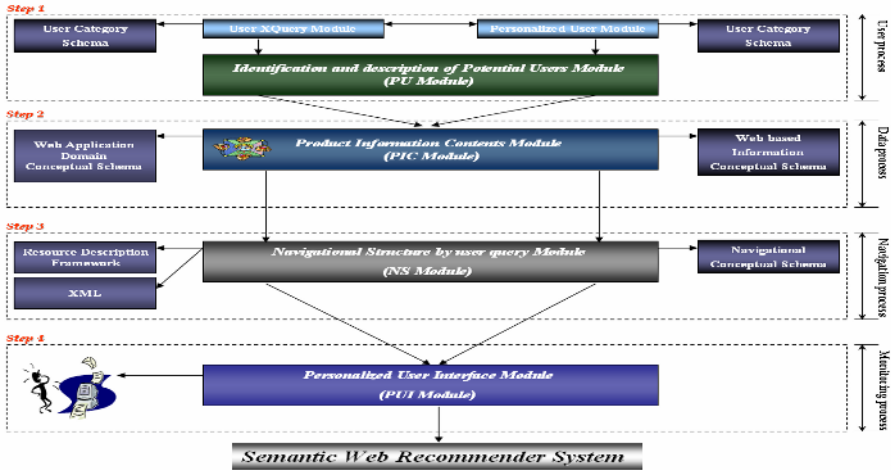 Step 1
User Category
Schema
User XQuery Module
Personalized User Module
User Category
Schema
Identification and description of Potential Users Module
(PU Module)
User process
Step 2
Web Application
Domain
Conceptual Schema
Product Information Contents Module
(PIC Module)
Web based
Information
Conceptual Schema
Data process
Step 3
Resource Description
Framework
XML
Navigational Structure by user query Module
(NS Module)
Navigational
Conceptual Schema
Navigation process
Step 4
Personalized User Interface Module
(PUI Module)
Monitoring process
Semantic Web Recommender System